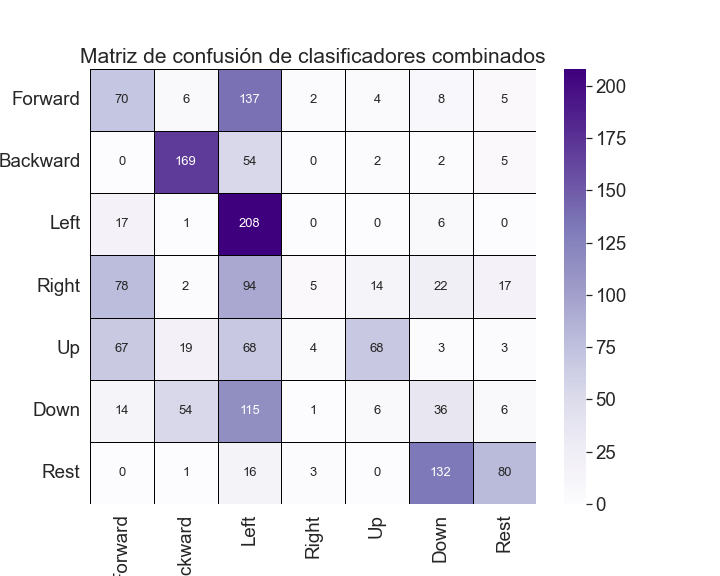 Matriz de confusión de clasificadores combinados
Forward 70 6 137 2 4 8 5
Backward 0 169 54 0 2 2 5
Left 17 1 208 0 0 6 0
Right 78 2 94 5 14 22 17
Up 67 19 68 4 68 3 3
Down 14 54 115 1 6 36 6
Rest 0 1 16 3 0 132 80
Forward ckward Left Right Up Down Rest
200
175
150
125
100
75
50
25
0